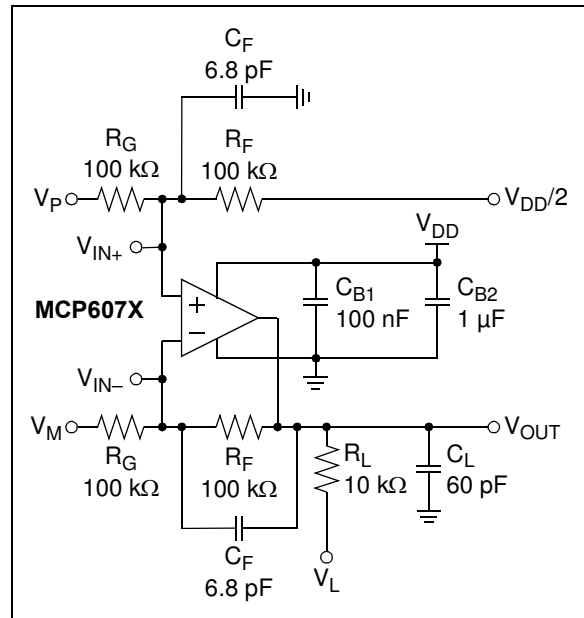 C_F
6.8 pF
R_G
100 kΩ
R_F
100 kΩ
V_P
V_DD/2
V_DD
V_IN+
MCP607X
+
−
C_B1
100 nF
C_B2
1 µF
V_IN–
V_M
V_OUT
R_G
100 kΩ
R_F
100 kΩ
R_L
10 kΩ
C_L
60 pF
C_F
6.8 pF
V_L